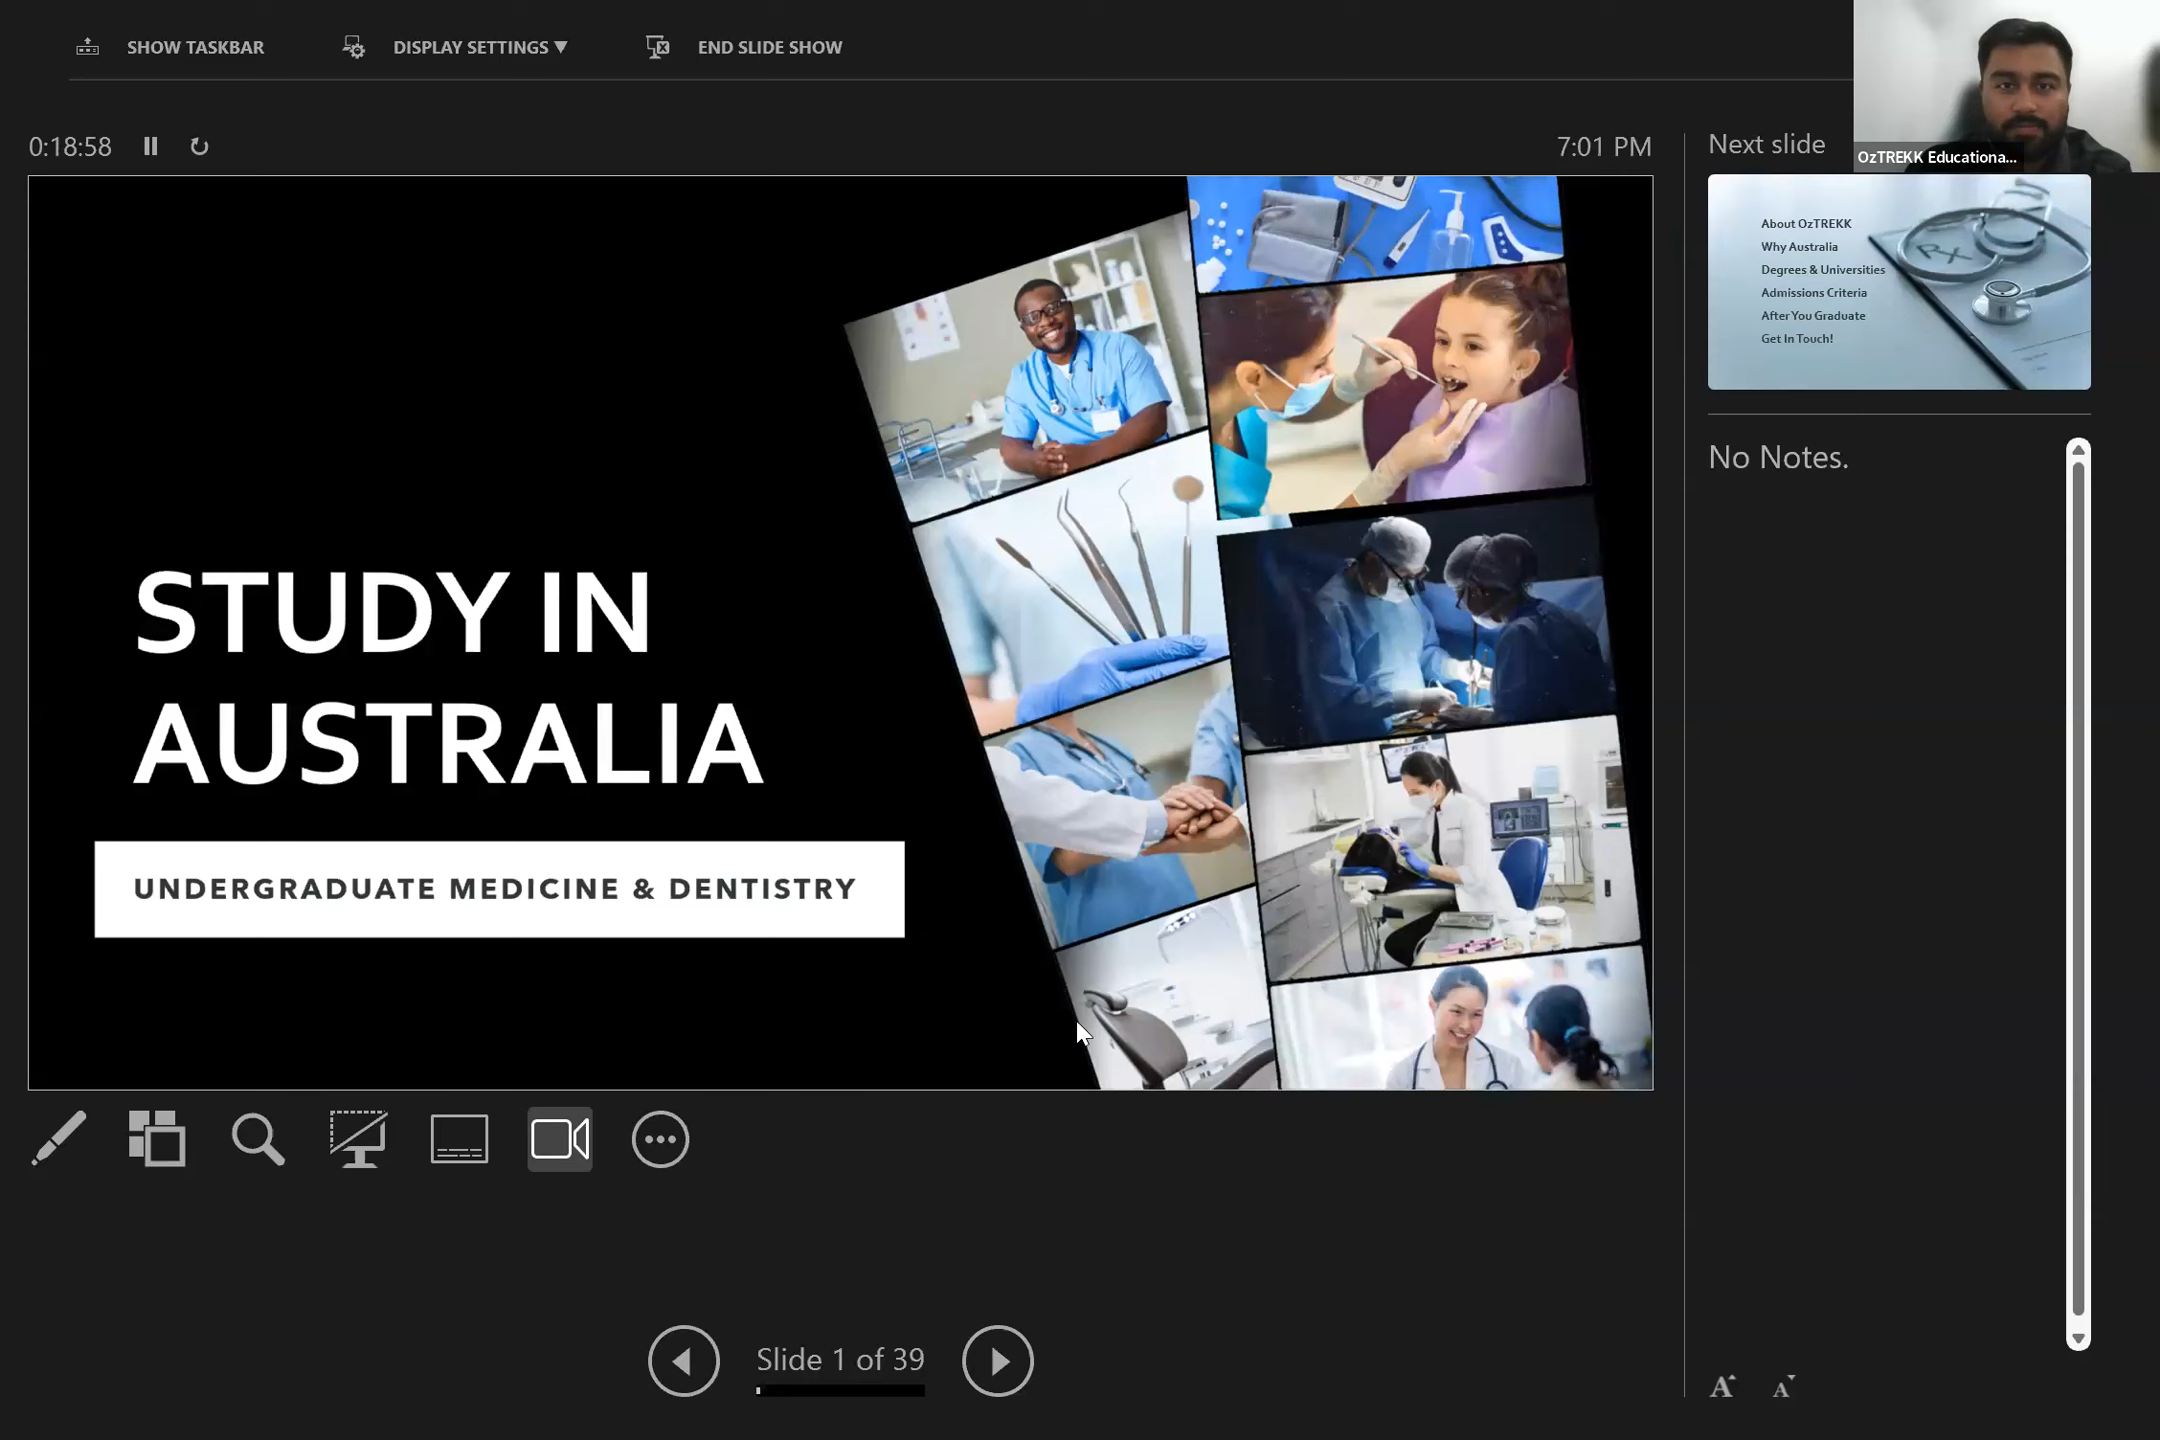 SHOW TASKBAR
DISPLAY SETTINGS ▼
END SLIDE SHOW
OzTREKK Educationa...
0:18:58
7:01 PM
Next slide
About OzTREKK
Why Australia
Degrees & Universities
Admissions Criteria
After You Graduate
Get In Touch!
No Notes.
STUDY IN
AUSTRALIA
UNDERGRADUATE MEDICINE & DENTISTRY
Slide 1 of 39
A
A